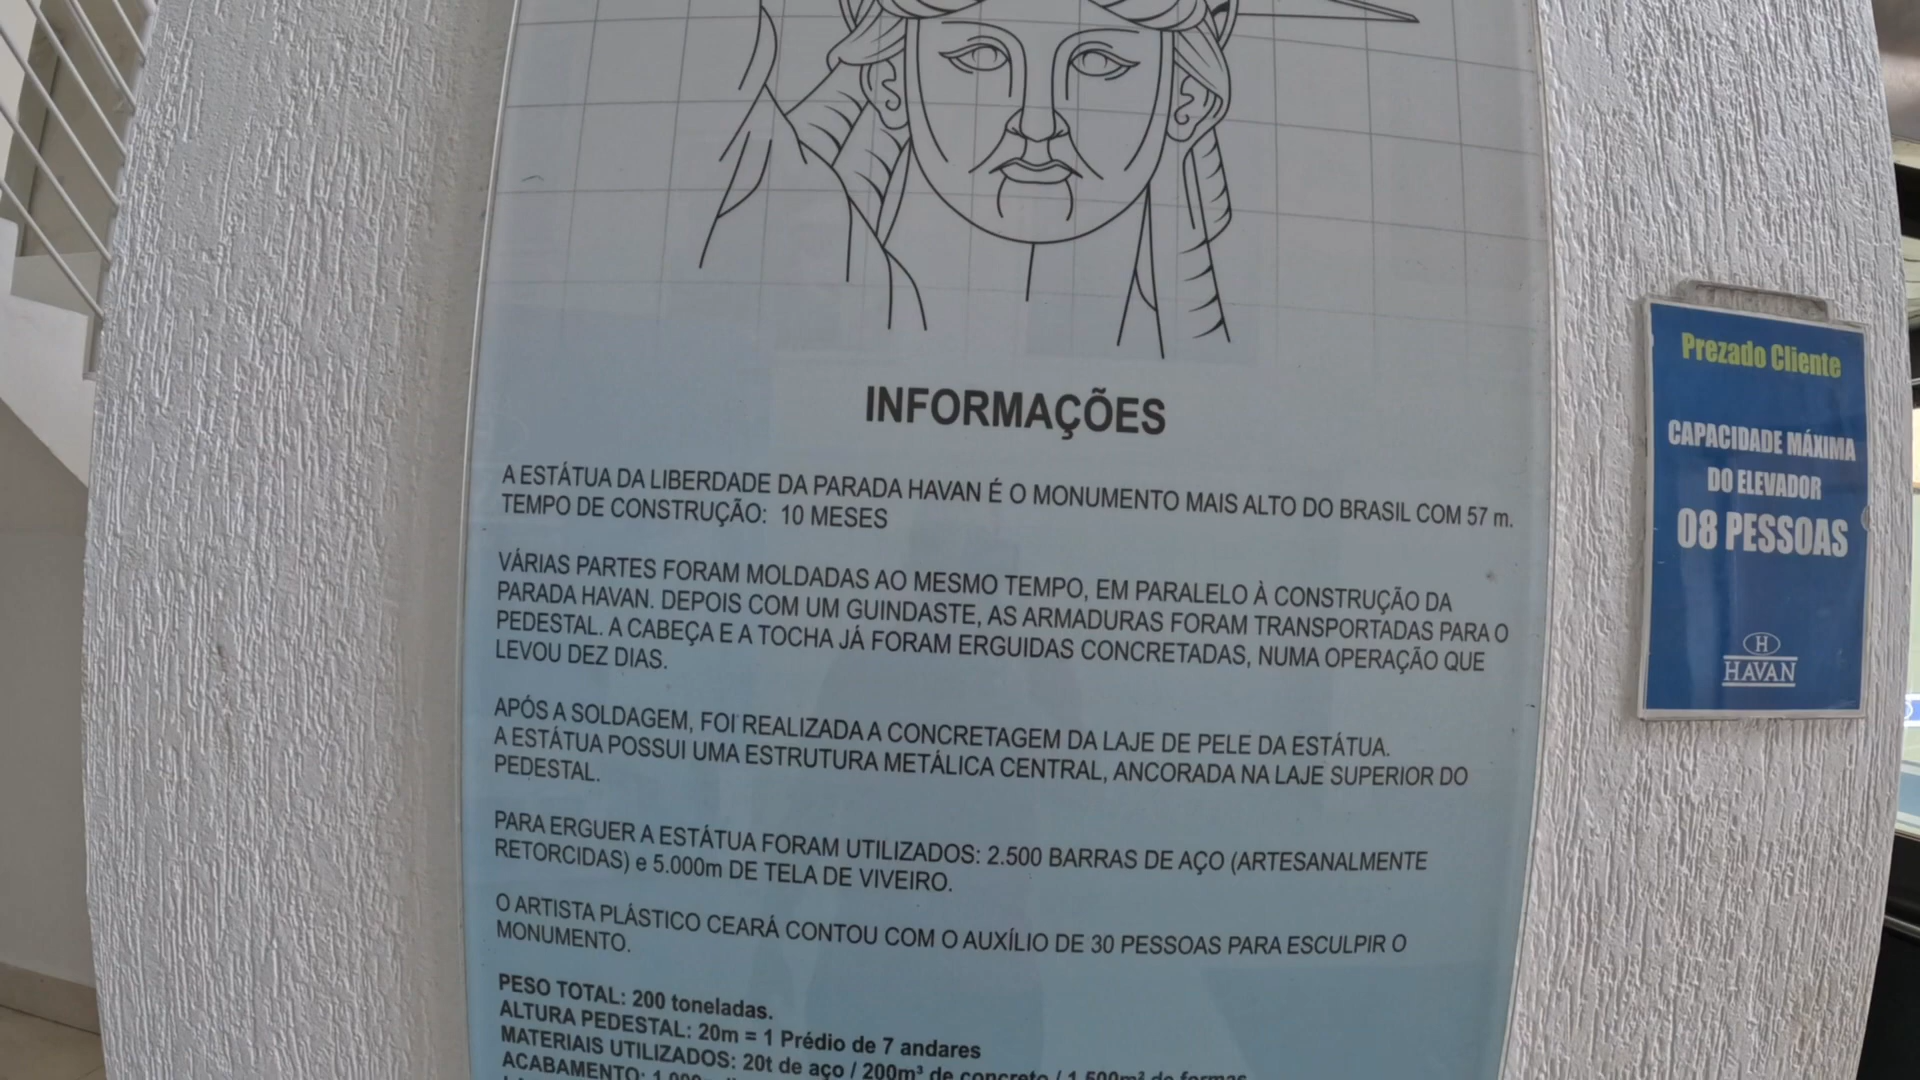 INFORMAÇÕES
A ESTÁTUA DA LIBERDADE DA PARADA HAVAN É O MONUMENTO MAIS ALTO DO BRASIL COM 57 m.
TEMPO DE CONSTRUÇÃO: 10 MESES
VÁRIAS PARTES FORAM MOLDADAS AO MESMO TEMPO, EM PARALELO À CONSTRUÇÃO DA
PARADA HAVAN. DEPOIS COM UM GUINDASTE, AS ARMADURAS FORAM TRANSPORTADAS PARA O
PEDESTAL. A CABEÇA E A TOCHA JÁ FORAM ERGUIDAS CONCRETADAS, NUMA OPERAÇÃO QUE
LEVOU DEZ DIAS.
APÓS A SOLDAGEM, FOI REALIZADA A CONCRETAGEM DA LAJE DE PELE DA ESTÁTUA.
A ESTÁTUA POSSUI UMA ESTRUTURA METÁLICA CENTRAL, ANCORADA NA LAJE SUPERIOR DO
PEDESTAL.
PARA ERGUER A ESTÁTUA FORAM UTILIZADOS: 2.500 BARRAS DE AÇO (ARTESANALMENTE
RETORCIDAS) e 5.000m DE TELA DE VIVEIRO.
O ARTISTA PLÁSTICO CEARÁ CONTOU COM O AUXÍLIO DE 30 PESSOAS PARA ESCULPIR O
MONUMENTO.
PESO TOTAL: 200 toneladas.
ALTURA PEDESTAL: 20m = 1 Prédio de 7 andares
MATERIAIS UTILIZADOS: 20t de aço / 200m³ de concreto / 1.500m² de formas
ACABAMENTO:
Prezado Cliente
CAPACIDADE MÁXIMA
DO ELEVADOR
08 PESSOAS
H
HAVAN